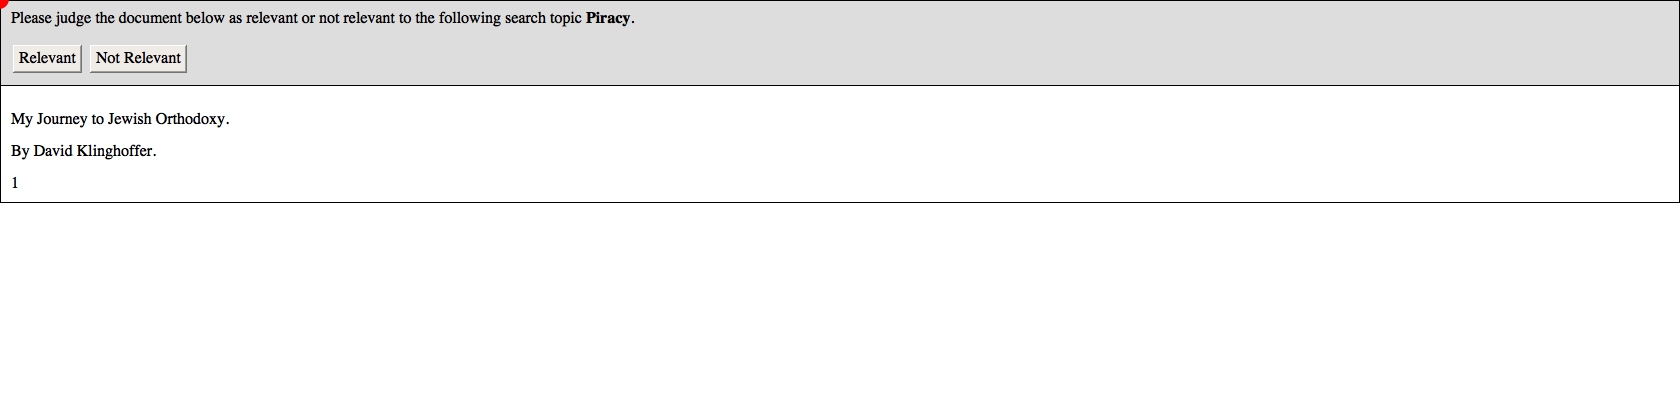 Please judge the document below as relevant or not relevant to the following search topic Piracy.
Relevant Not Relevant
My Journey to Jewish Orthodoxy.
By David Klinghoffer.
1